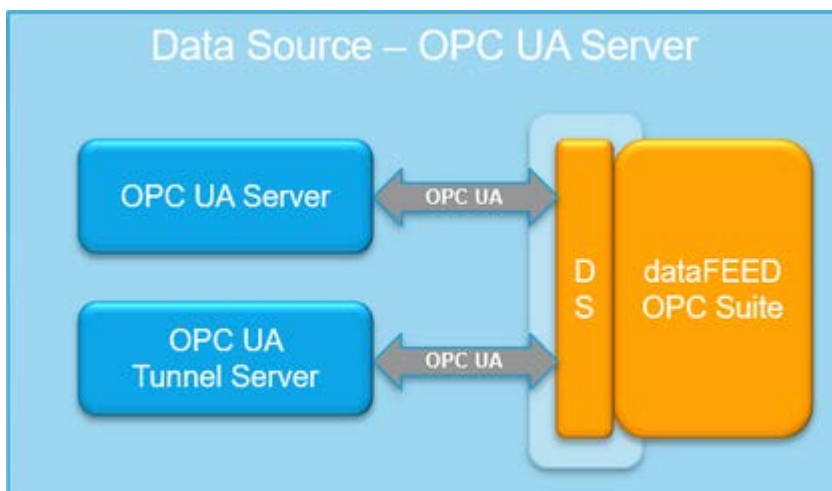 Data Source – OPC UA Server
OPC UA Server
OPC UA
OPC UA
Tunnel Server
OPC UA
D
S
dataFEED
OPC Suite